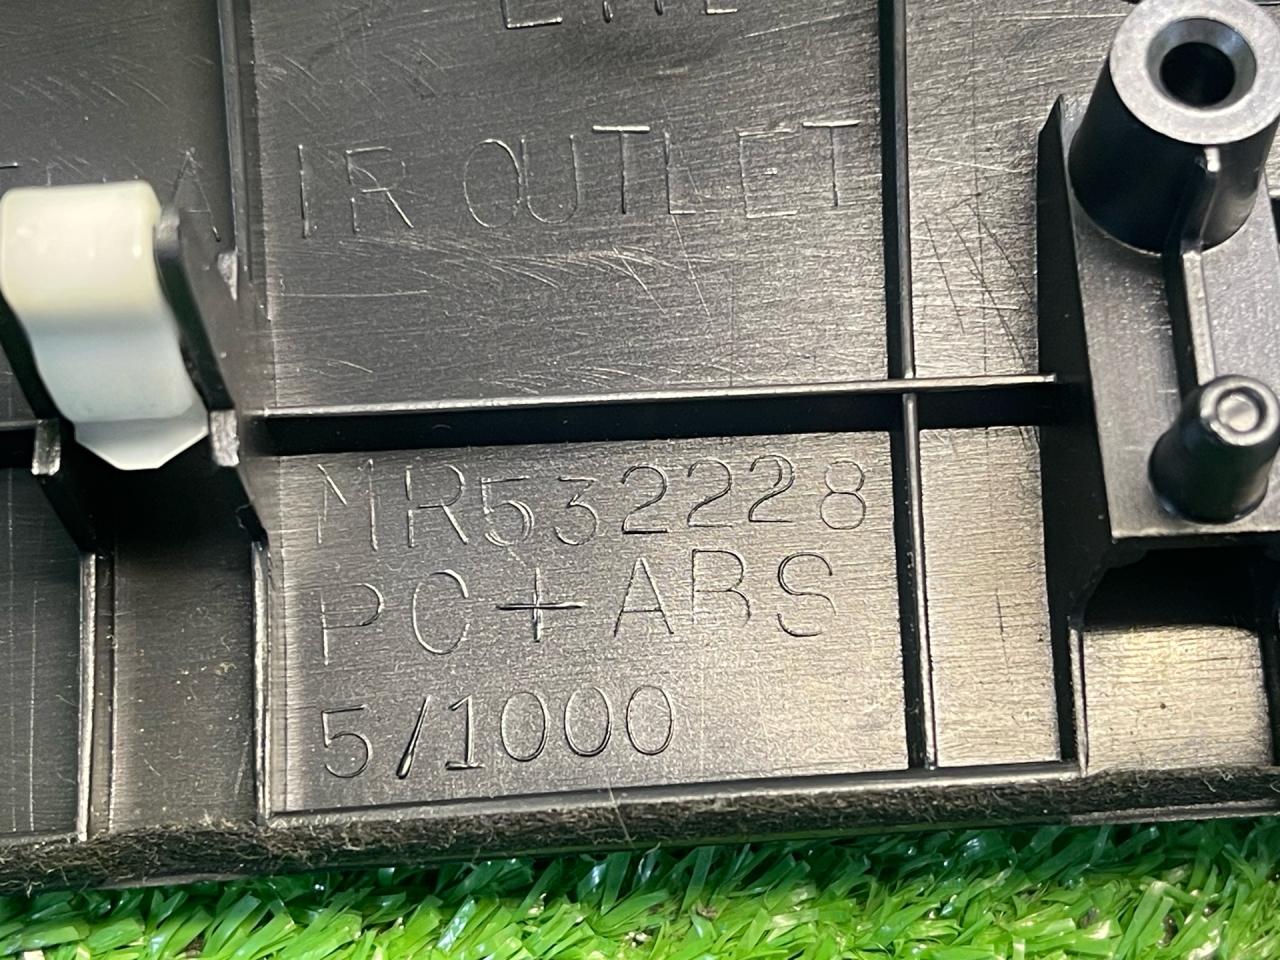 IR OUTLET
MR532228
PC+ABS
5/1000